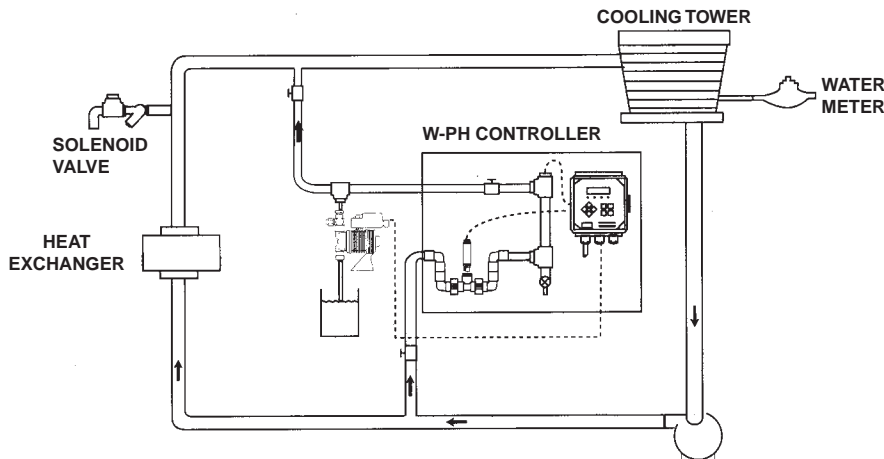 COOLING TOWER
WATER
METER
W-PH CONTROLLER
SOLENOID
VALVE
HEAT
EXCHANGER